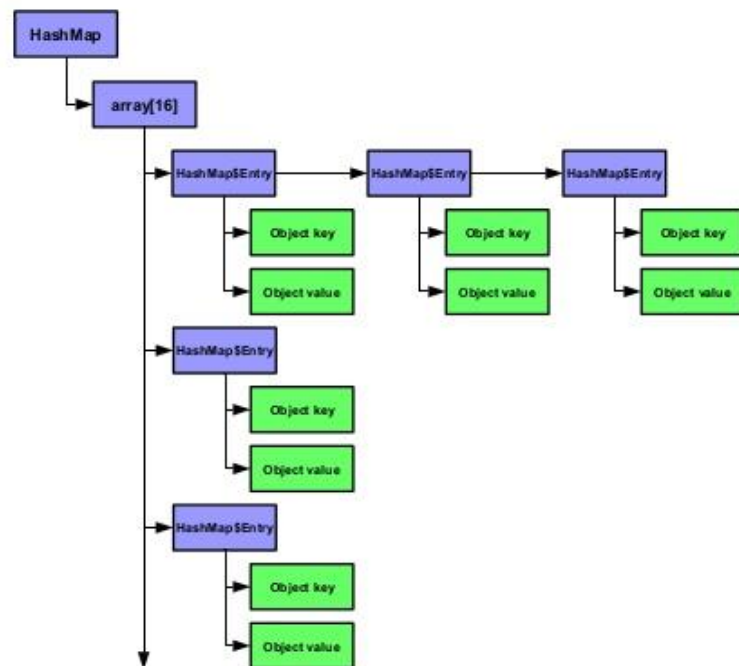 HashMap
array[16]
HashMap$Entry HashMap$Entry HashMap$Entry
Object key Object key Object key
Object value Object value Object value
HashMap$Entry
Object key
Object value
HashMap$Entry
Object key
Object value